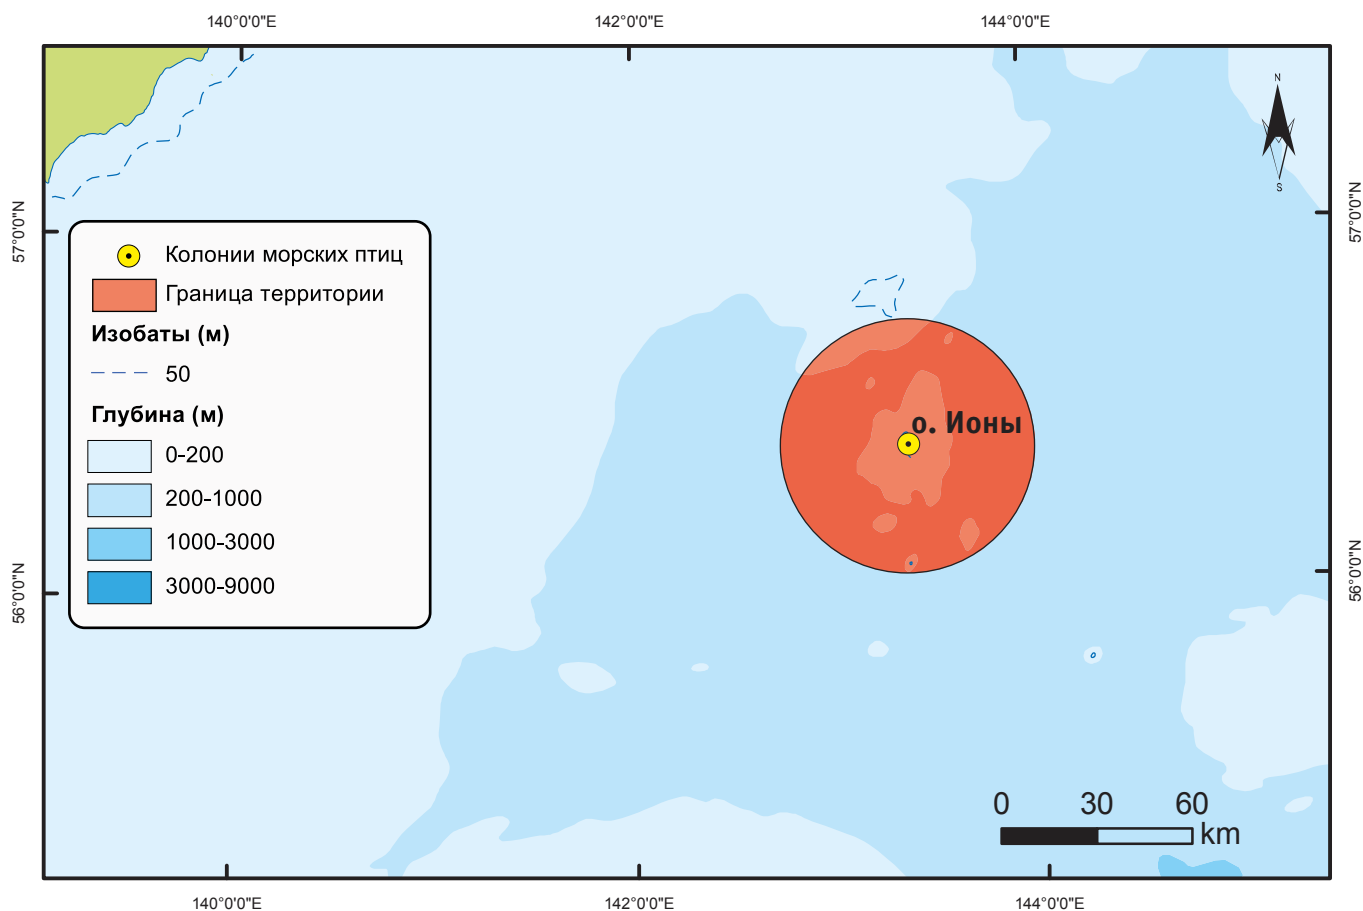 140°0'0"E 142°0'0"E 144°0'0"E
N
S
57°0'0"N
57°0'0"N
Колонии морских птиц
Граница территории
Изобаты (м)
50
Глубина (м)
0-200
200-1000
1000-3000
3000-9000
о. Ионы
56°0'0"N
56°0'0"N
0 30 60
km
140°0'0"E 142°0'0"E 144°0'0"E